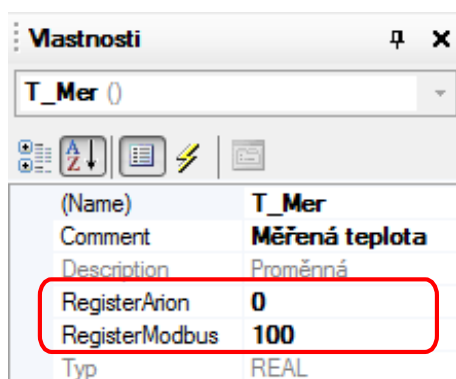 Vlastnosti
T_Mer ()
(Name) T_Mer
Comment Měřená teplota
Description Proměnná
RegisterArion 0
RegisterModbus 100
Typ REAL